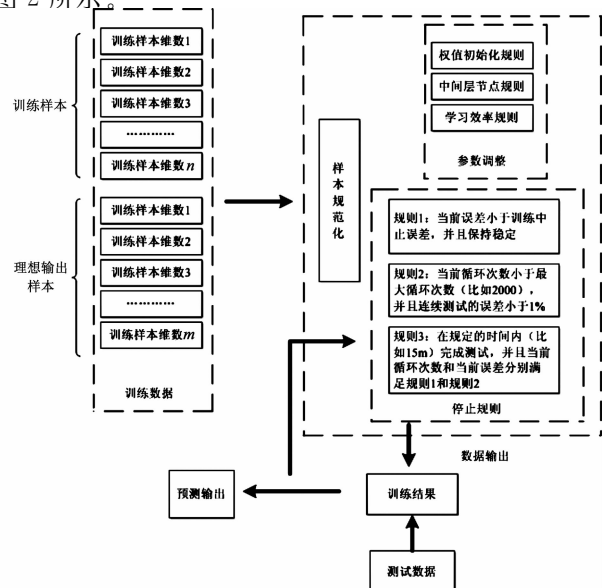 图 2 所示。
训练样本
训练样本维数1
训练样本维数2
训练样本维数3
…………
训练样本维数n
理想输出
样本
训练样本维数1
训练样本维数2
训练样本维数3
…………
训练样本维数m
训练数据
样
本
规
范
化
权值初始化规则
中间层节点规则
学习效率规则
参数调整
规则1：当前误差小于训练中
止误差，并且保持稳定
规则2：当前循环次数小于最
大循环次数（比如2000），
并且连续测试的误差小于1%
规则3：在规定的时间内（比
如15m）完成测试，并且当前
循环次数和当前误差分别满
足规则1和规则2
停止规则
数据输出
预测输出
训练结果
测试数据